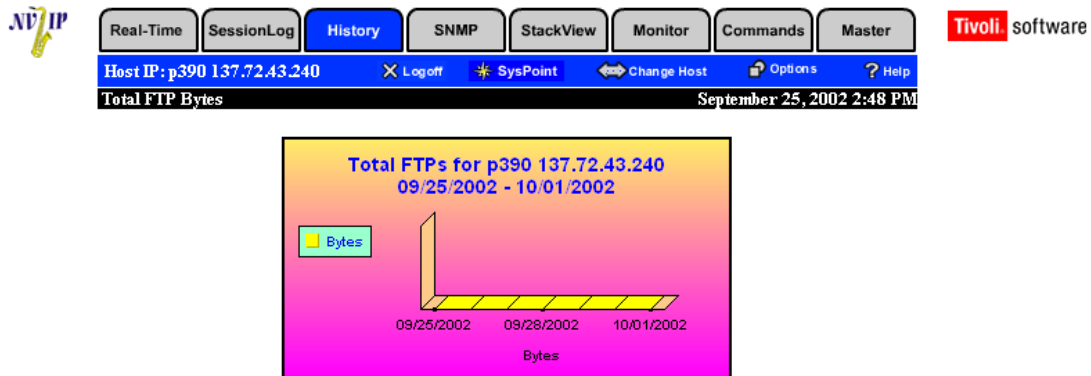 NV IP
Real-Time SessionLog History SNMP StackView Monitor Commands Master
Tivoli. software
Host IP: p390 137.72.43.240 Logoff SysPoint Change Host Options ? Help
Total FTP Bytes September 25, 2002 2:48 PM
Total FTPs for p390 137.72.43.240
09/25/2002 - 10/01/2002
Bytes
09/25/2002 09/28/2002 10/01/2002
Bytes